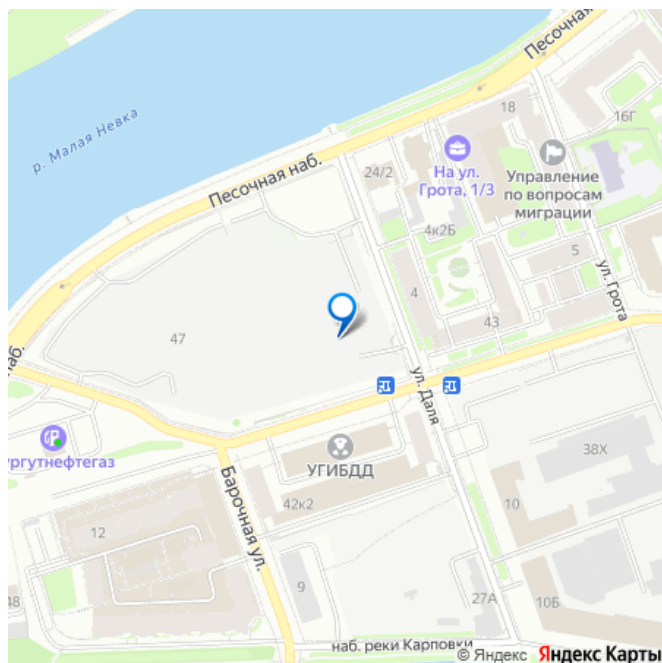 Песочная наб.
18
16Г
р. Малая Невка
24/2
На ул.
Грота, 1/3
Управление
по вопросам
миграции
Песочная наб.
4к2Б
5
ул. Грота
4
43
47
наб.
ул. Даля
ургутнефтегаз
УГИБДД
38Х
Барочная ул.
42к2
10
12
9
27А
10Б
48
наб. реки Карповки
© Яндекс Яндекс Карты